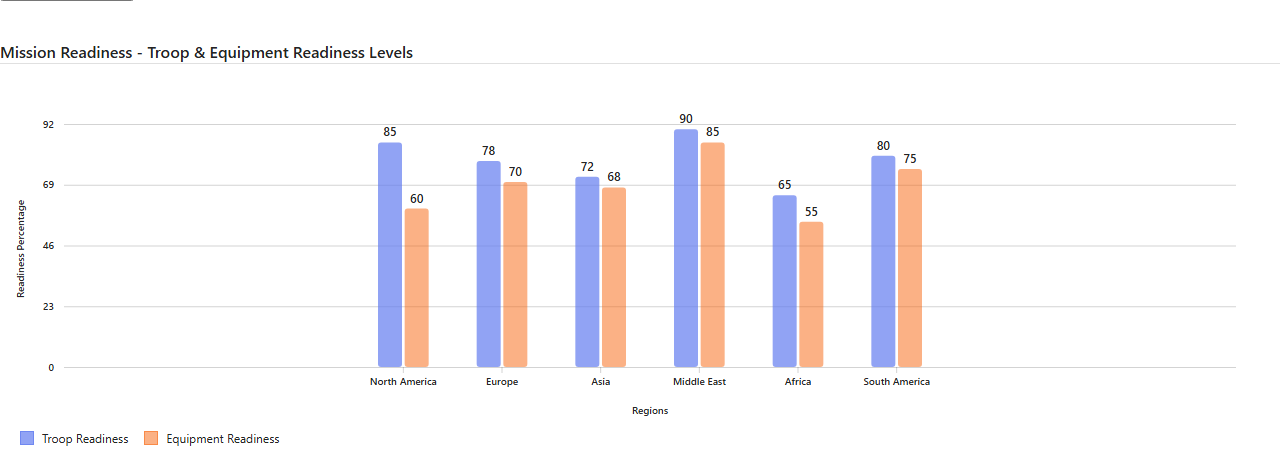 Mission Readiness - Troop & Equipment Readiness Levels
92
69
46
23
0
Readiness Percentage
85
60
78
70
72
68
90
85
65
55
80
75
North America
Europe
Asia
Middle East
Africa
South America
Regions
Troop Readiness
Equipment Readiness